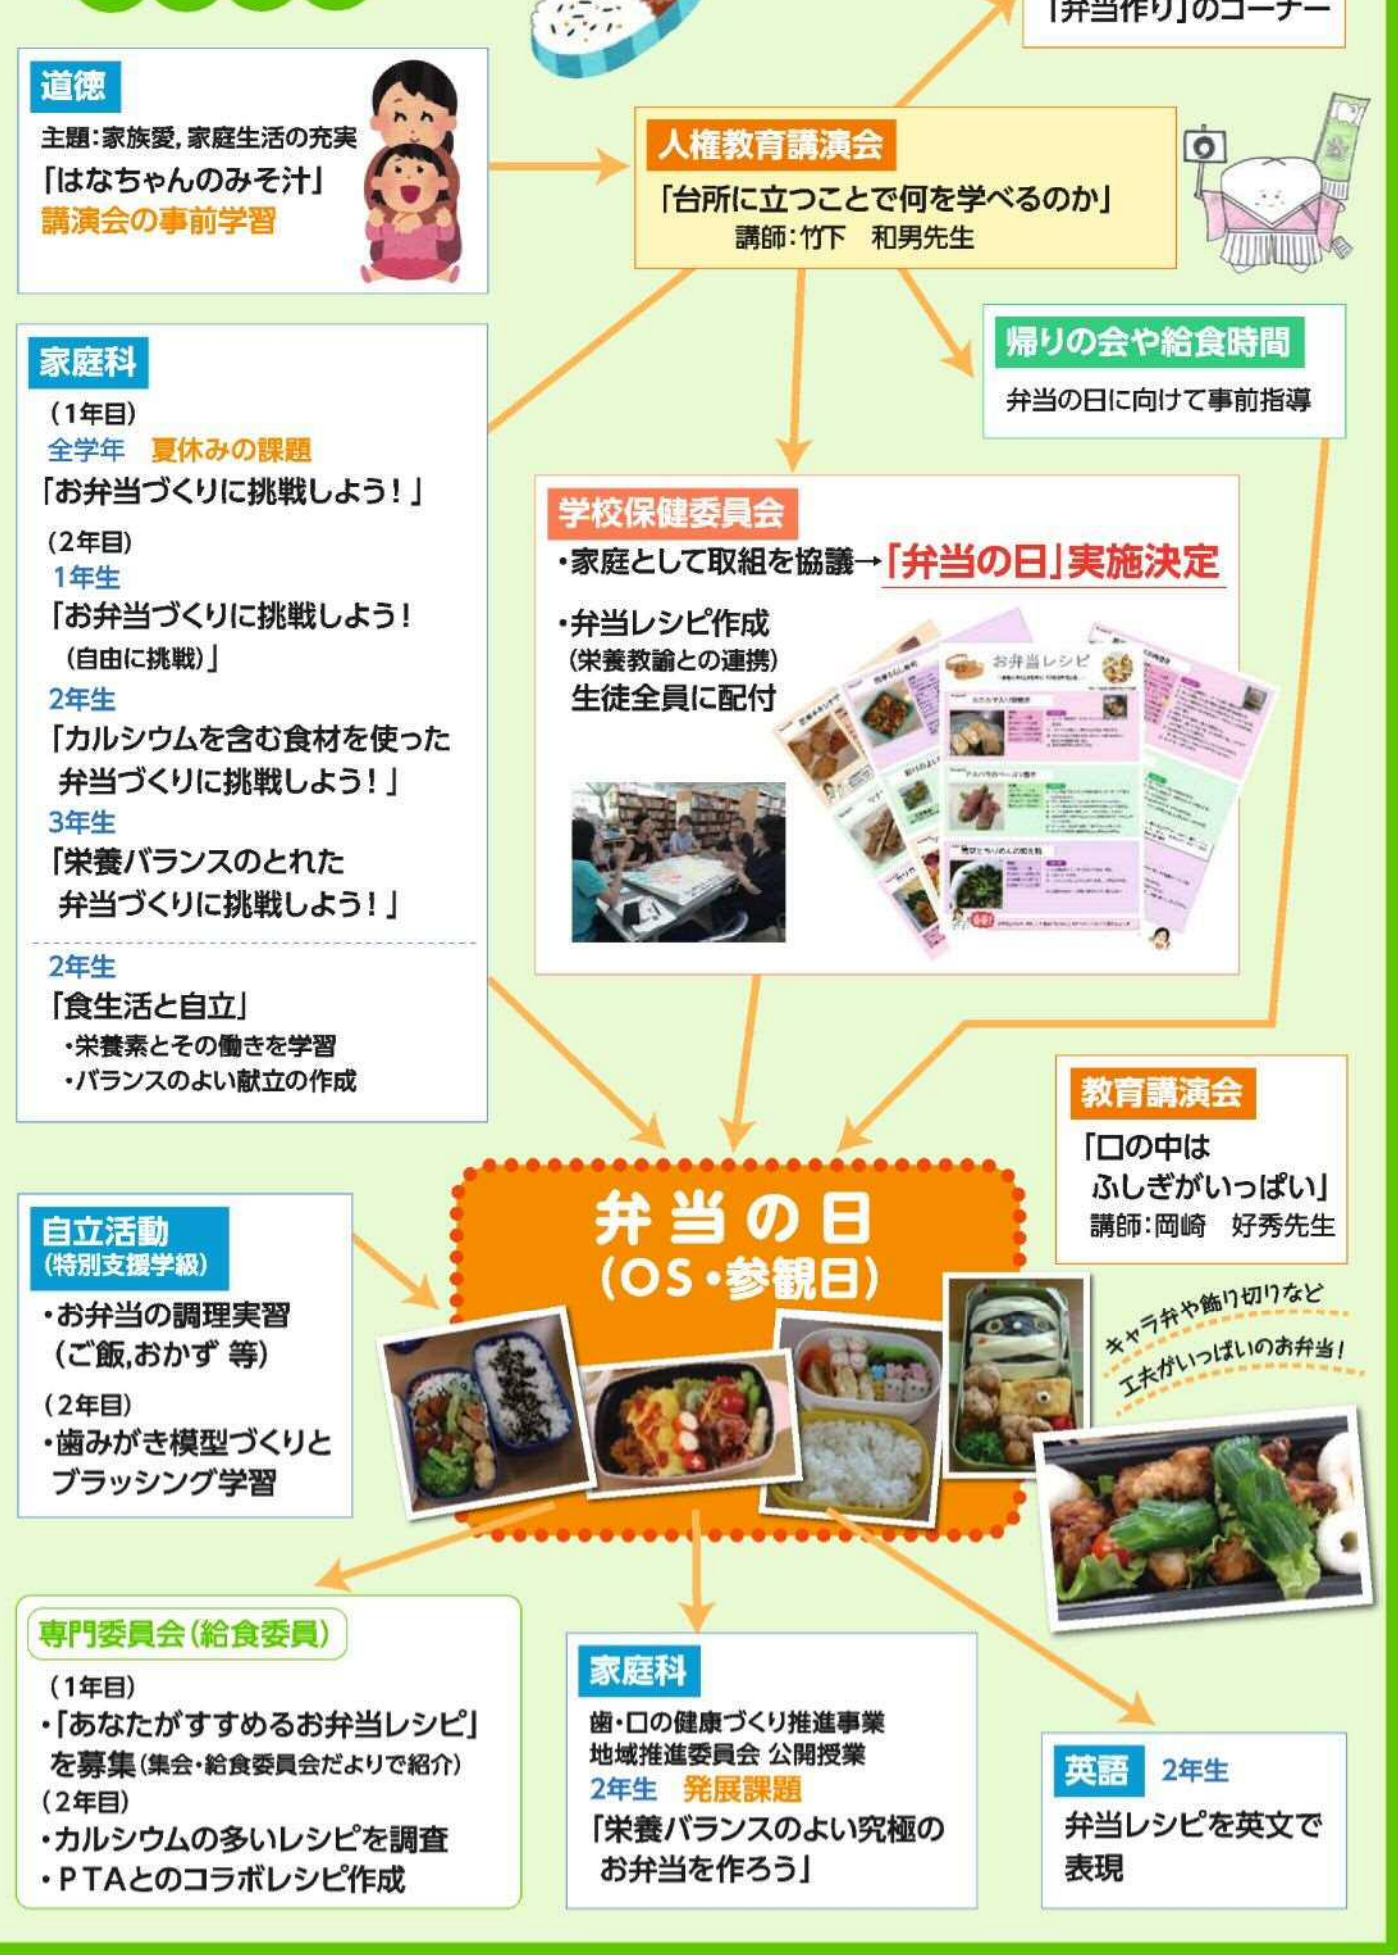 「弁当作り」のコーナー
道徳
主題:家族愛,家庭生活の充実
「はなちゃんのみそ汁」
講演会の事前学習
人権教育講演会
「台所に立つことで何を学べるのか」
講師:竹下 和男先生
帰りの会や給食時間
弁当の日に向けて事前指導
家庭科
(1年目)
全学年 夏休みの課題
「お弁当づくりに挑戦しよう!」
(2年目)
1年生
「お弁当づくりに挑戦しよう!
(自由に挑戦)」
2年生
「カルシウムを含む食材を使った
弁当づくりに挑戦しよう!」
3年生
「栄養バランスのとれた
弁当づくりに挑戦しよう!」
2年生
「食生活と自立」
・栄養素とその働きを学習
・バランスのよい献立の作成
学校保健委員会
・家庭として取組を協議→「弁当の日」実施決定
・弁当レシピ作成
(栄養教諭との連携)
生徒全員に配付
お弁当レシピ
教育講演会
「口の中は
ふしぎがいっぱい」
講師:岡崎 好秀先生
自立活動
(特別支援学級)
・お弁当の調理実習
(ご飯,おかず 等)
(2年目)
・歯みがき模型づくりと
ブラッシング学習
弁当の日
(OS・参観日)
キャラ弁や飾り切りなど
工夫がいっぱいのお弁当!
専門委員会(給食委員)
(1年目)
・「あなたがすすめるお弁当レシピ」
を募集(集会・給食委員会だよりで紹介)
(2年目)
・カルシウムの多いレシピを調査
・PTAとのコラボレシピ作成
家庭科
歯・口の健康づくり推進事業
地域推進委員会 公開授業
2年生 発展課題
「栄養バランスのよい究極の
お弁当を作ろう」
英語 2年生
弁当レシピを英文で
表現